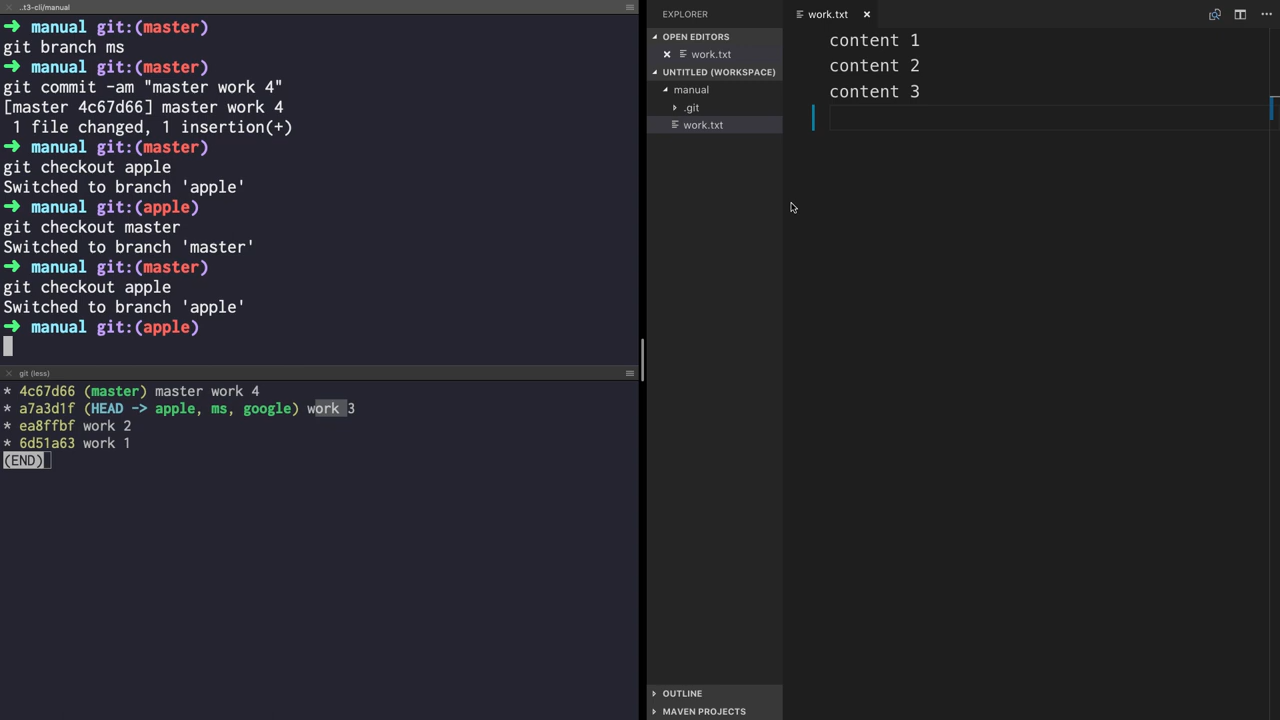 ..t3-cli/manual
➜ manual git:(master)
git branch ms
➜ manual git:(master)
git commit -am "master work 4"
[master 4c67d66] master work 4
1 file changed, 1 insertion(+)
➜ manual git:(master)
git checkout apple
Switched to branch 'apple'
➜ manual git:(apple)
git checkout master
Switched to branch 'master'
➜ manual git:(master)
git checkout apple
Switched to branch 'apple'
➜ manual git:(apple)
git (less)
* 4c67d66 (master) master work 4
* a7a3d1f (HEAD -> apple, ms, google) work 3
* ea8ffbf work 2
* 6d51a63 work 1
(END)
EXPLORER
OPEN EDITORS
work.txt
UNTITLED (WORKSPACE)
manual
.git
work.txt
OUTLINE
MAVEN PROJECTS
work.txt
content 1
content 2
content 3